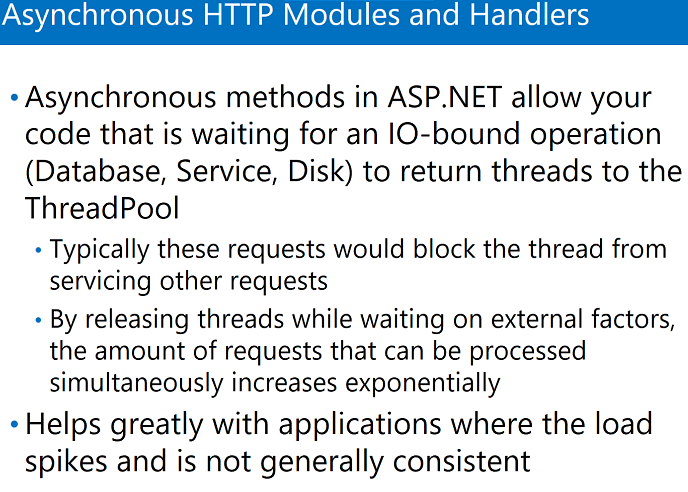 Asynchronous HTTP Modules and Handlers
• Asynchronous methods in ASP.NET allow your
code that is waiting for an IO-bound operation
(Database, Service, Disk) to return threads to the
ThreadPool
• Typically these requests would block the thread from
servicing other requests
• By releasing threads while waiting on external factors,
the amount of requests that can be processed
simultaneously increases exponentially
• Helps greatly with applications where the load
spikes and is not generally consistent